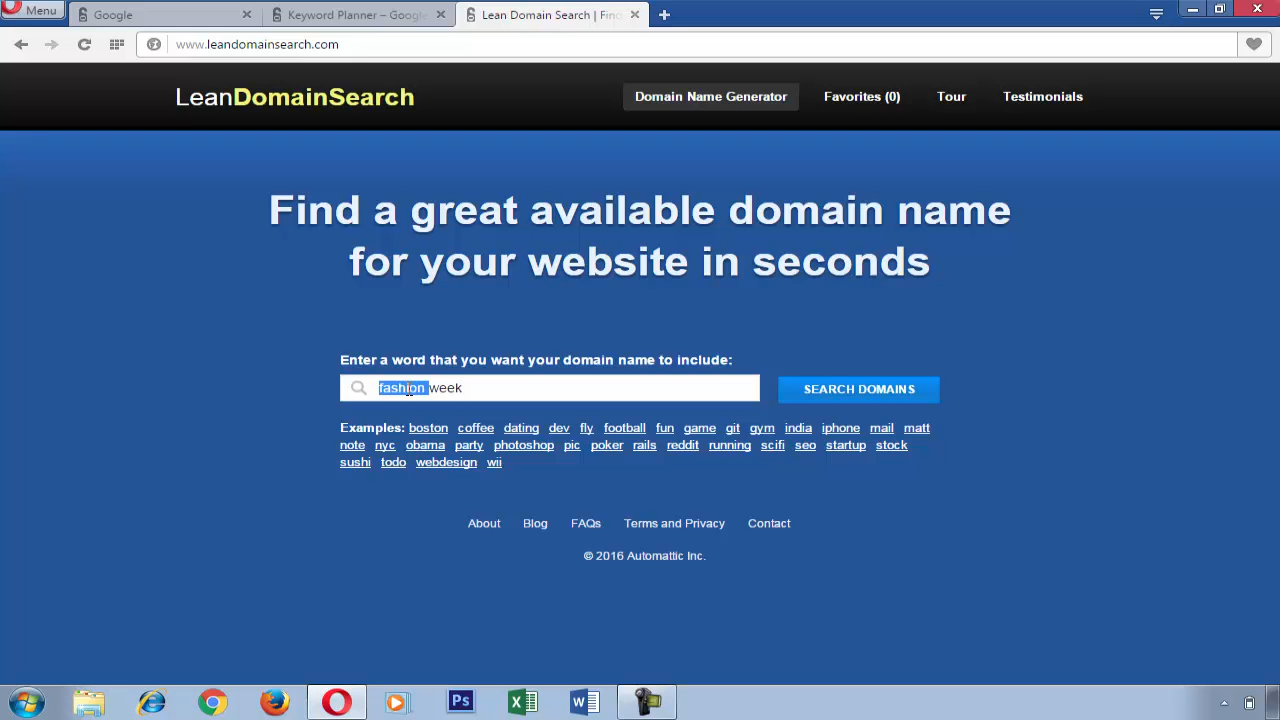 Menu
Google
Keyword Planner – Google
Lean Domain Search | Fin
www.leandomainsearch.com
LeanDomainSearch
Domain Name Generator
Favorites (0)
Tour
Testimonials
Find a great available domain name
for your website in seconds
Enter a word that you want your domain name to include:
fashion week
SEARCH DOMAINS
Examples: boston coffee dating dev fly football fun game git gym india iphone mail matt
note nyc obama party photoshop pic poker rails reddit running scifi seo startup stock
sushi todo webdesign wii
About Blog FAQs Terms and Privacy Contact
© 2016 Automattic Inc.
Ps